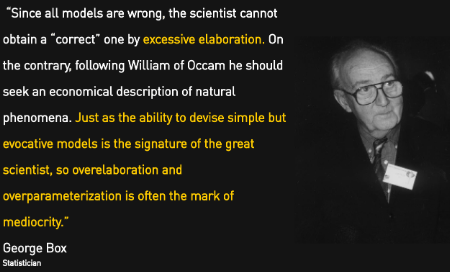 “Since all models are wrong, the scientist cannot
obtain a “correct” one by excessive elaboration. On
the contrary, following William of Occam he should
seek an economical description of natural
phenomena. Just as the ability to devise simple but
evocative models is the signature of the great
scientist, so overelaboration and
overparameterization is often the mark of
mediocrity.”
George Box
Statistician